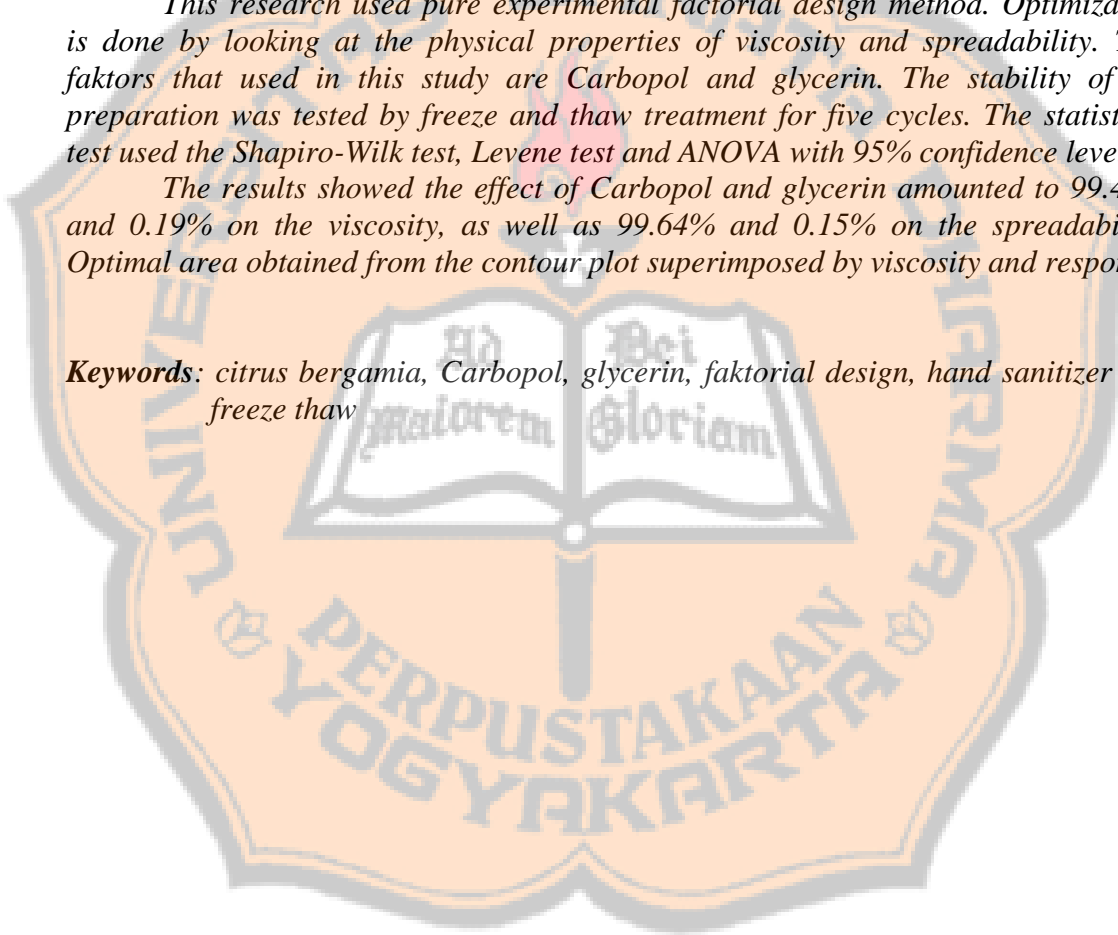 This research used pure experimental factorial design method. Optimiza
is done by looking at the physical properties of viscosity and spreadability.
faktors that used in this study are Carbopol and glycerin. The stability of
preparation was tested by freeze and thaw treatment for five cycles. The statist
test used the Shapiro-Wilk test, Levene test and ANOVA with 95% confidence leve
The results showed the effect of Carbopol and glycerin amounted to 99.4
and 0.19% on the viscosity, as well as 99.64% and 0.15% on the spreadabi
Optimal area obtained from the contour plot superimposed by viscosity and respo
Keywords: citrus bergamia, Carbopol, glycerin, faktorial design, hand sanitizer
freeze thaw
UNIVERSITAS SANATA DHARMA
Ad Dei
Maiorem Gloriam
PERPUSTAKAAN
YOGYAKARTA